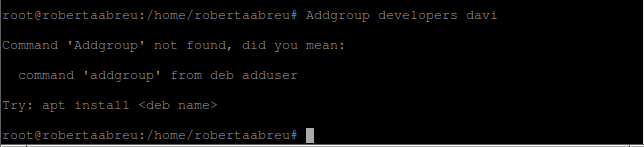 root@robertaabreu:/home/robertaabreu# Addgroup developers davi
Command 'Addgroup' not found, did you mean:
command 'addgroup' from deb adduser
Try: apt install <deb name>
root@robertaabreu:/home/robertaabreu#